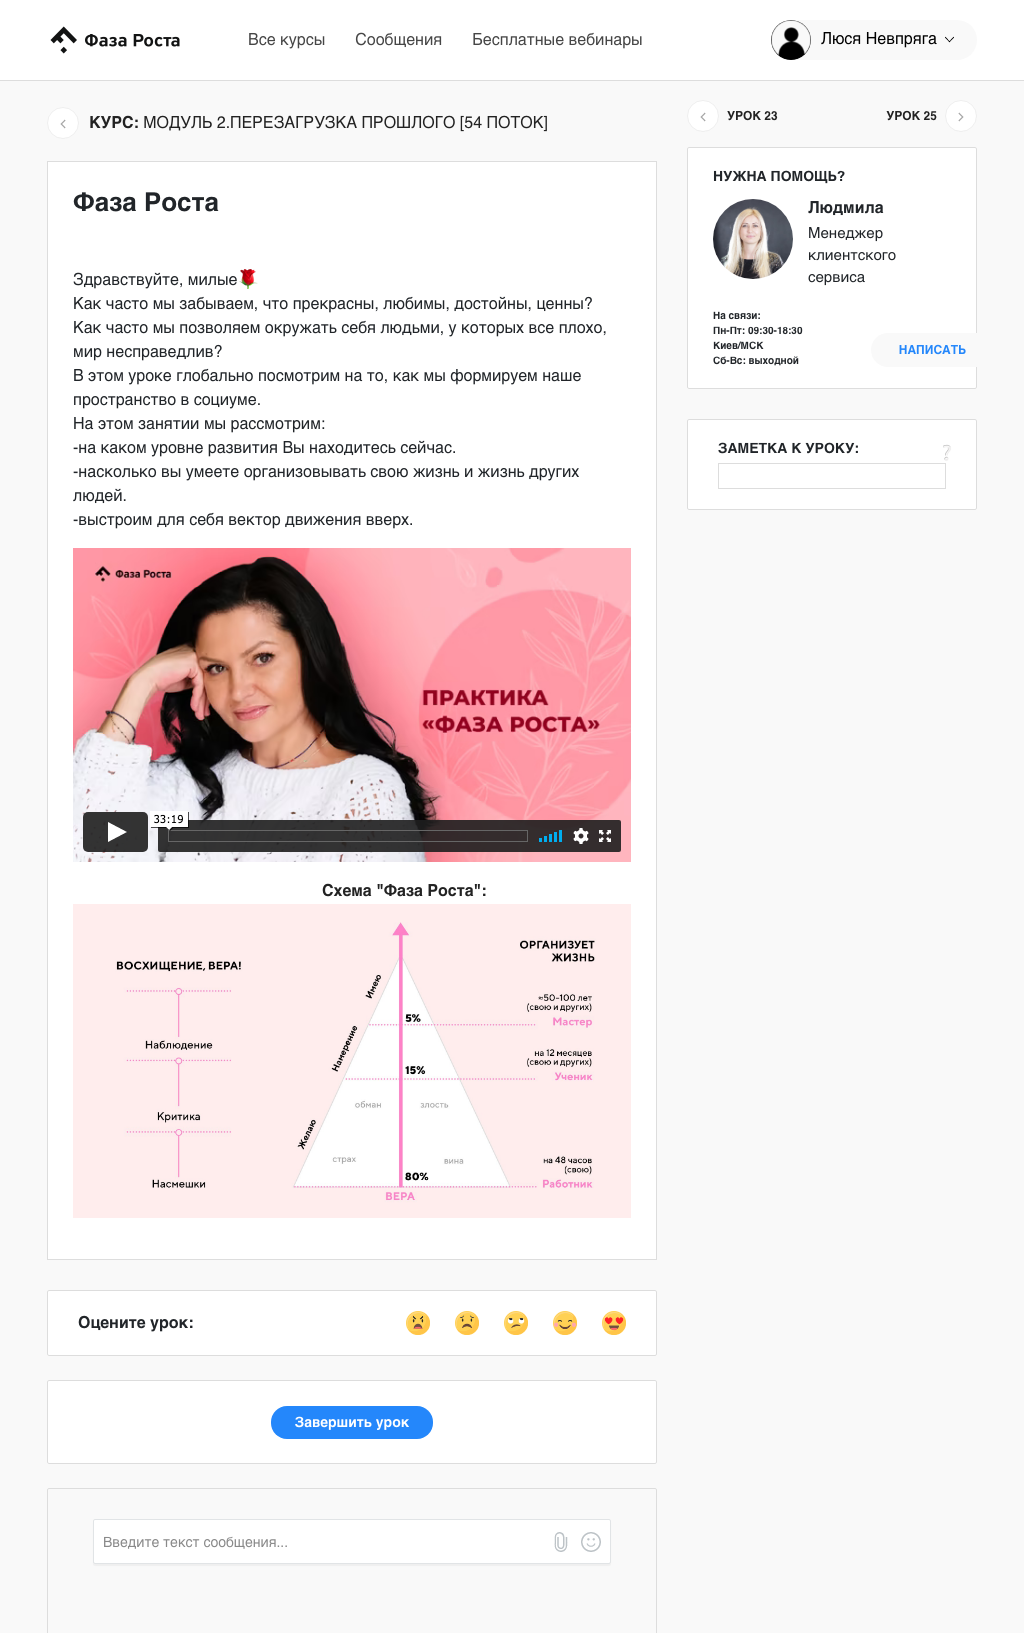 Фаза Роста
Все курсы
Сообщения
Бесплатные вебинары
Люся Невпряга
КУРС: МОДУЛЬ 2.ПЕРЕЗАГРУЗКА ПРОШЛОГО [54 ПОТОК]
УРОК 23
УРОК 25
Фаза Роста
Здравствуйте, милые🌹
Как часто мы забываем, что прекрасны, любимы, достойны, ценны?
Как часто мы позволяем окружать себя людьми, у которых все плохо,
мир несправедлив?
В этом уроке глобально посмотрим на то, как мы формируем наше
пространство в социуме.
На этом занятии мы рассмотрим:
-на каком уровне развития Вы находитесь сейчас.
-насколько вы умеете организовывать свою жизнь и жизнь других
людей.
-выстроим для себя вектор движения вверх.
Фаза Роста
ПРАКТИКА
«ФАЗА РОСТА»
33:19
Схема "Фаза Роста":
ВОСХИЩЕНИЕ, ВЕРА!
Наблюдение
Критика
Насмешки
Имею
Намерение
Желаю
5%
15%
обман
злость
страх
вина
80%
ВЕРА
ОРГАНИЗУЕТ
ЖИЗНЬ
≈50-100 лет
(свою и других)
Мастер
на 12 месяцев
(свою и других)
Ученик
на 48 часов
(свою)
Работник
Оцените урок:
Завершить урок
Введите текст сообщения...
НУЖНА ПОМОЩЬ?
Людмила
Менеджер
клиентского
сервиса
На связи:
Пн-Пт: 09:30-18:30
Киев/МСК
Сб-Вс: выходной
НАПИСАТЬ
ЗАМЕТКА К УРОКУ:
?